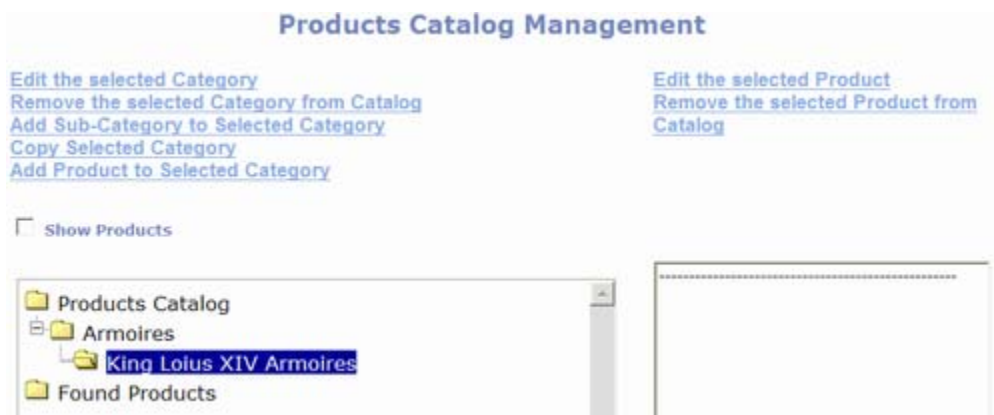 Products Catalog Management
Edit the selected Category
Remove the selected Category from Catalog
Add Sub-Category to Selected Category
Copy Selected Category
Add Product to Selected Category
Edit the selected Product
Remove the selected Product from
Catalog
Show Products
Products Catalog
Armoires
King Loius XIV Armoires
Found Products